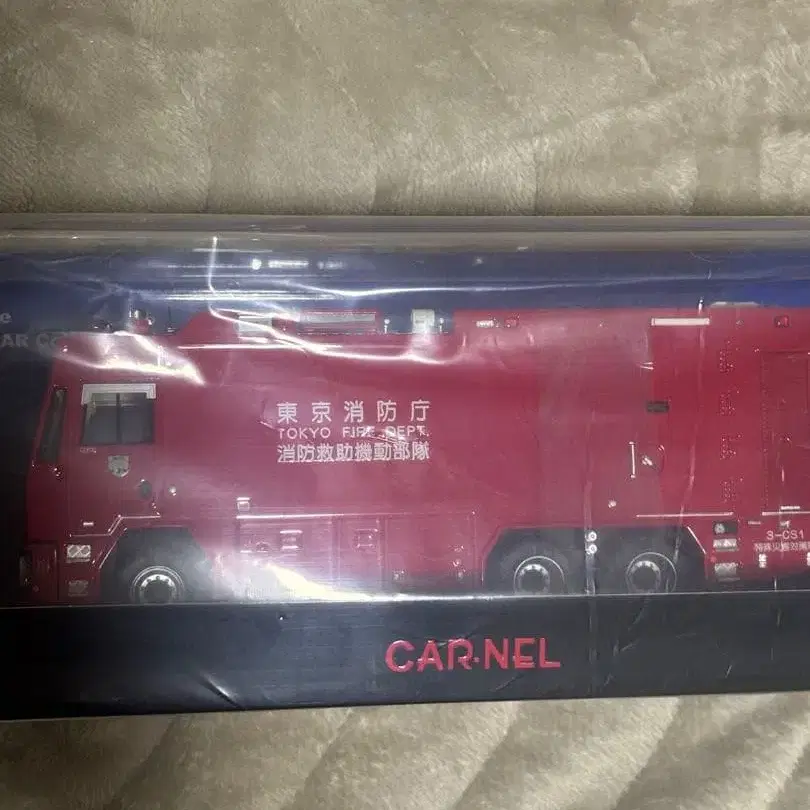 東京消防庁
TOKYO FIRE DEPT.
消防救助機動部隊
S-CS1
CAR·NEL